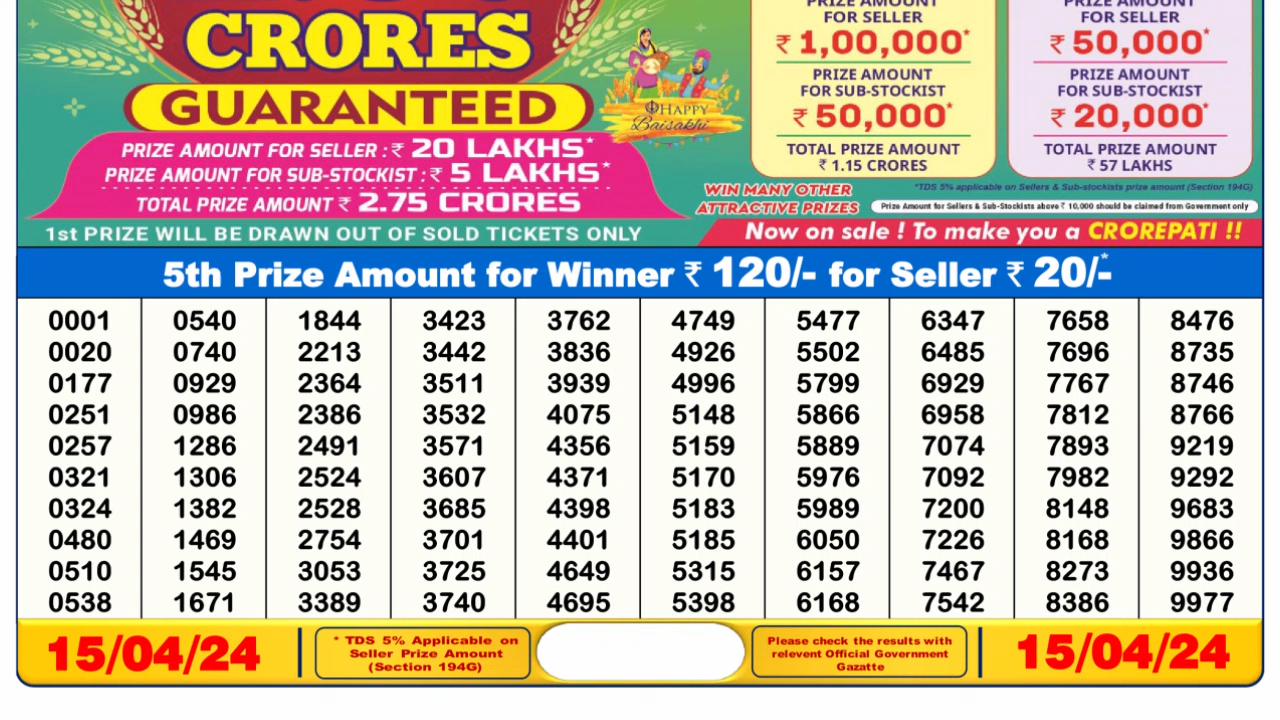 CRORES
GUARANTEED
PRIZE AMOUNT FOR SELLER : ₹ 20 LAKHS*
PRIZE AMOUNT FOR SUB-STOCKIST : ₹ 5 LAKHS*
TOTAL PRIZE AMOUNT ₹ 2.75 CRORES
1st PRIZE WILL BE DRAWN OUT OF SOLD TICKETS ONLY
HAPPY
Baisakhi
PRIZE AMOUNT
FOR SELLER
₹ 1,00,000*
PRIZE AMOUNT
FOR SUB-STOCKIST
₹ 50,000*
TOTAL PRIZE AMOUNT
₹ 1.15 CRORES
PRIZE AMOUNT
FOR SELLER
₹ 50,000*
PRIZE AMOUNT
FOR SUB-STOCKIST
₹ 20,000*
TOTAL PRIZE AMOUNT
₹ 57 LAKHS
WIN MANY OTHER
ATTRACTIVE PRIZES
*TDS 5% applicable on Sellers & Sub-stockists prize amount (Section 194G)
Prize Amount for Sellers & Sub-Stockists above ₹ 10,000 should be claimed from Government only
Now on sale ! To make you a CROREPATI !!
5th Prize Amount for Winner ₹ 120/- for Seller ₹ 20/-*
0001 0540 1844 3423 3762 4749 5477 6347 7658 8476
0020 0740 2213 3442 3836 4926 5502 6485 7696 8735
0177 0929 2364 3511 3939 4996 5799 6929 7767 8746
0251 0986 2386 3532 4075 5148 5866 6958 7812 8766
0257 1286 2491 3571 4356 5159 5889 7074 7893 9219
0321 1306 2524 3607 4371 5170 5976 7092 7982 9292
0324 1382 2528 3685 4398 5183 5989 7200 8148 9683
0480 1469 2754 3701 4401 5185 6050 7226 8168 9866
0510 1545 3053 3725 4649 5315 6157 7467 8273 9936
0538 1671 3389 3740 4695 5398 6168 7542 8386 9977
15/04/24
* TDS 5% Applicable on
Seller Prize Amount
(Section 194G)
Please check the results with
relevent Official Government
Gazatte
15/04/24